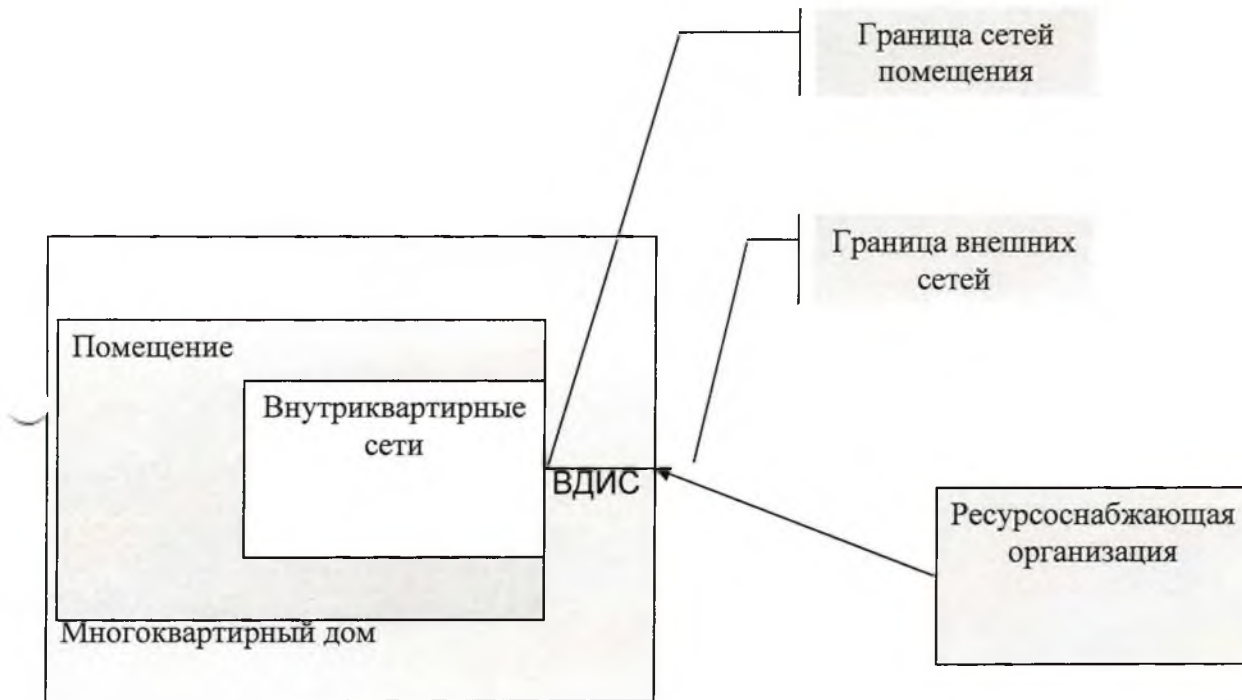 Граница сетей
помещения
Граница внешних
сетей
Помещение
Внутриквартирные
сети
ВДИС
Ресурсоснабжающая
организация
Многоквартирный дом